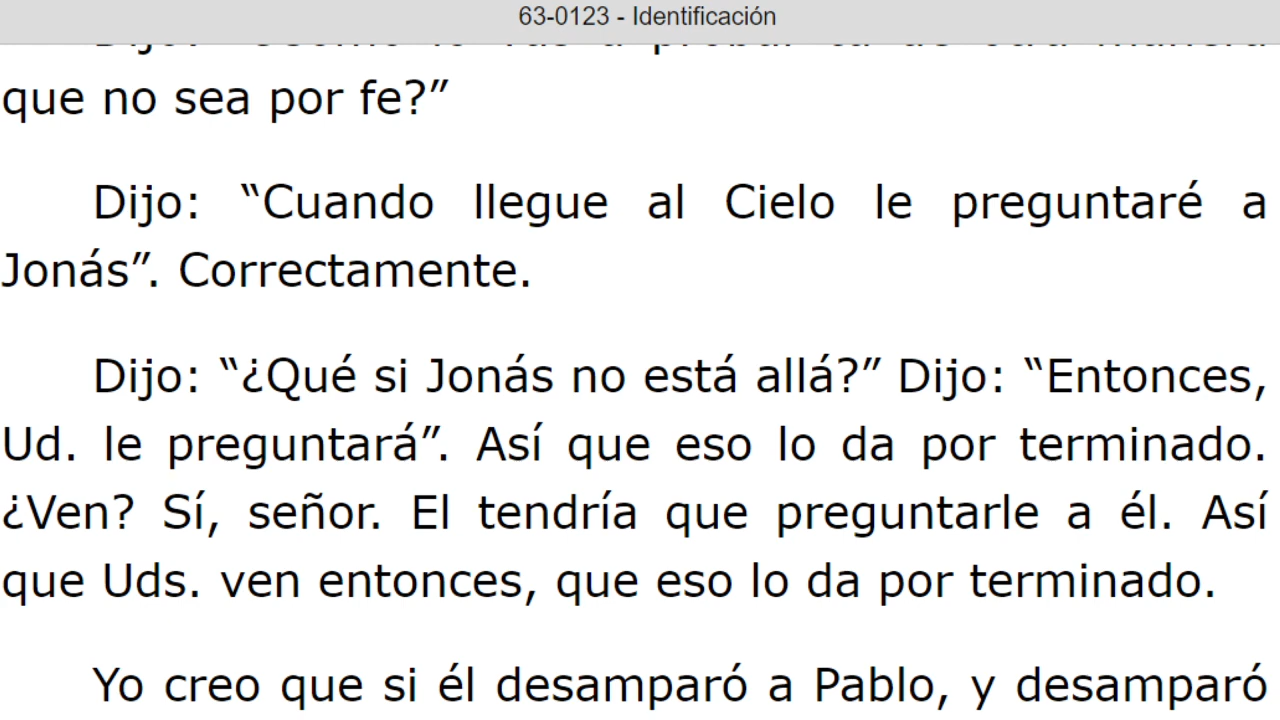 63-0123 - Identificación
que no sea por fe?”
Dijo: “Cuando llegue al Cielo le preguntaré a
Jonás”. Correctamente.
Dijo: “¿Qué si Jonás no está allá?” Dijo: “Entonces,
Ud. le preguntará”. Así que eso lo da por terminado.
¿Ven? Sí, señor. El tendría que preguntarle a él. Así
que Uds. ven entonces, que eso lo da por terminado.
Yo creo que si él desamparó a Pablo, y desamparó